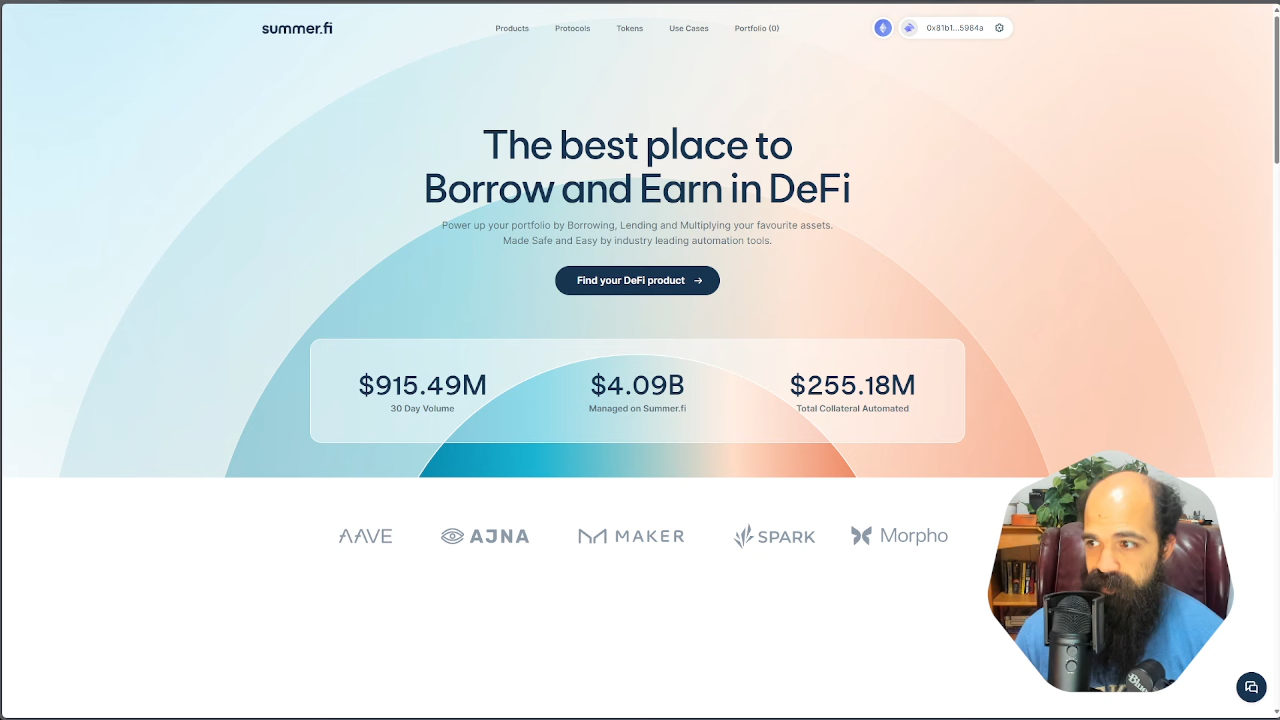 summer.fi
Products
Protocols
Tokens
Use Cases
Portfolio (0)
0x81b1...5984a
The best place to
Borrow and Earn in DeFi
Power up your portfolio by Borrowing, Lending and Multiplying your favourite assets.
Made Safe and Easy by industry leading automation tools.
Find your DeFi product →
$915.49M
30 Day Volume
$4.09B
Managed on Summer.fi
$255.18M
Total Collateral Automated
AAVE
AJNA
MAKER
SPARK
Morpho